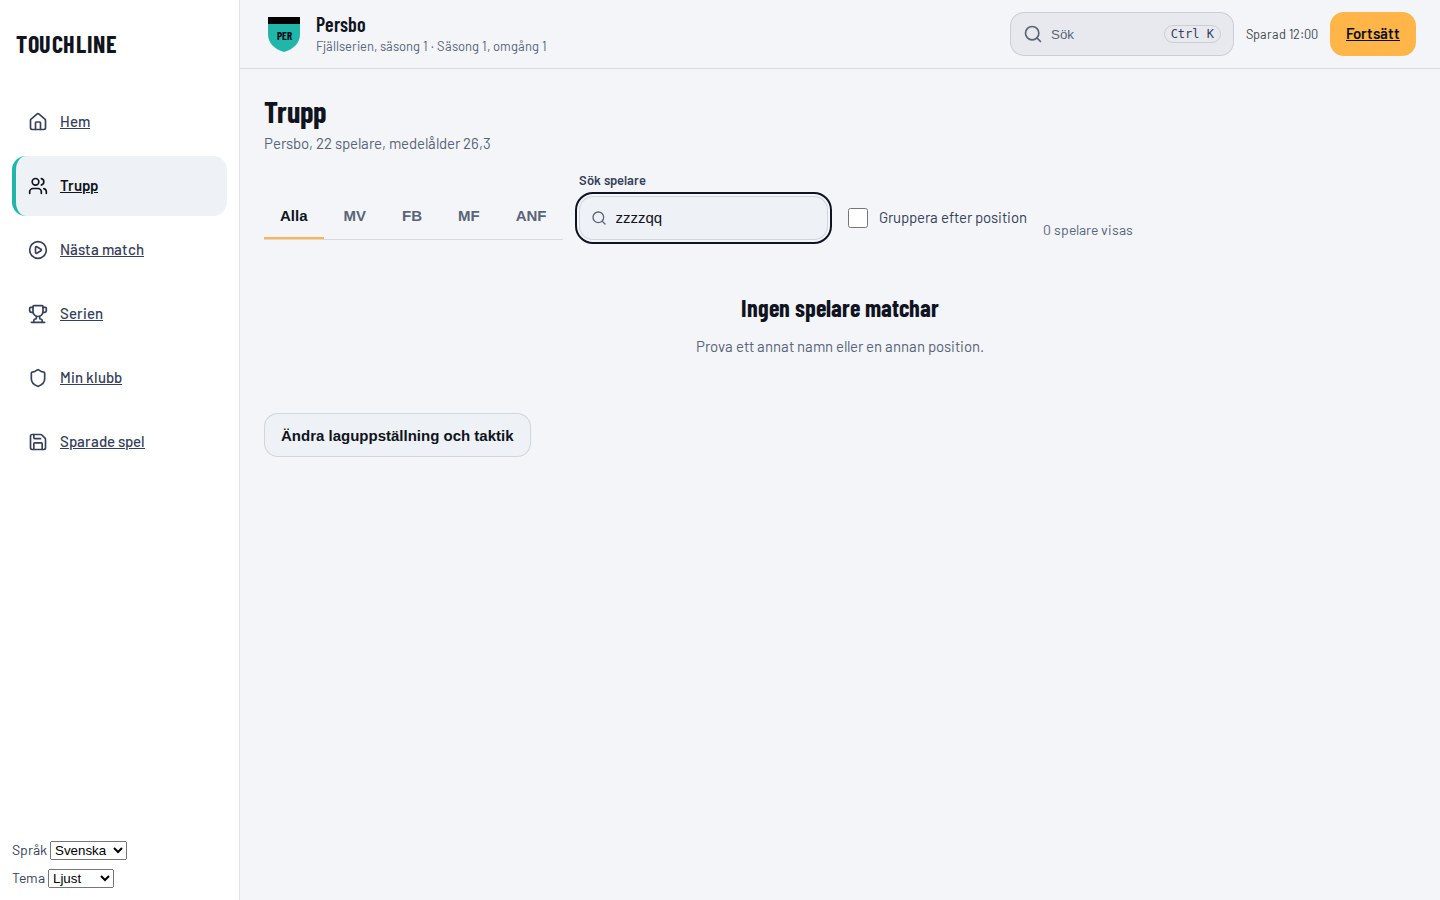 TOUCHLINE
Hem
Trupp
Nästa match
Serien
Min klubb
Sparade spel
Språk Svenska
Tema Ljust
PER
Persbo
Fjällserien, säsong 1 · Säsong 1, omgång 1
Sök Ctrl K
Sparad 12:00
Fortsätt
Trupp
Persbo, 22 spelare, medelålder 26,3
Sök spelare
Alla MV FB MF ANF
zzzzqq
Gruppera efter position
0 spelare visas
Ingen spelare matchar
Prova ett annat namn eller en annan position.
Ändra laguppställning och taktik